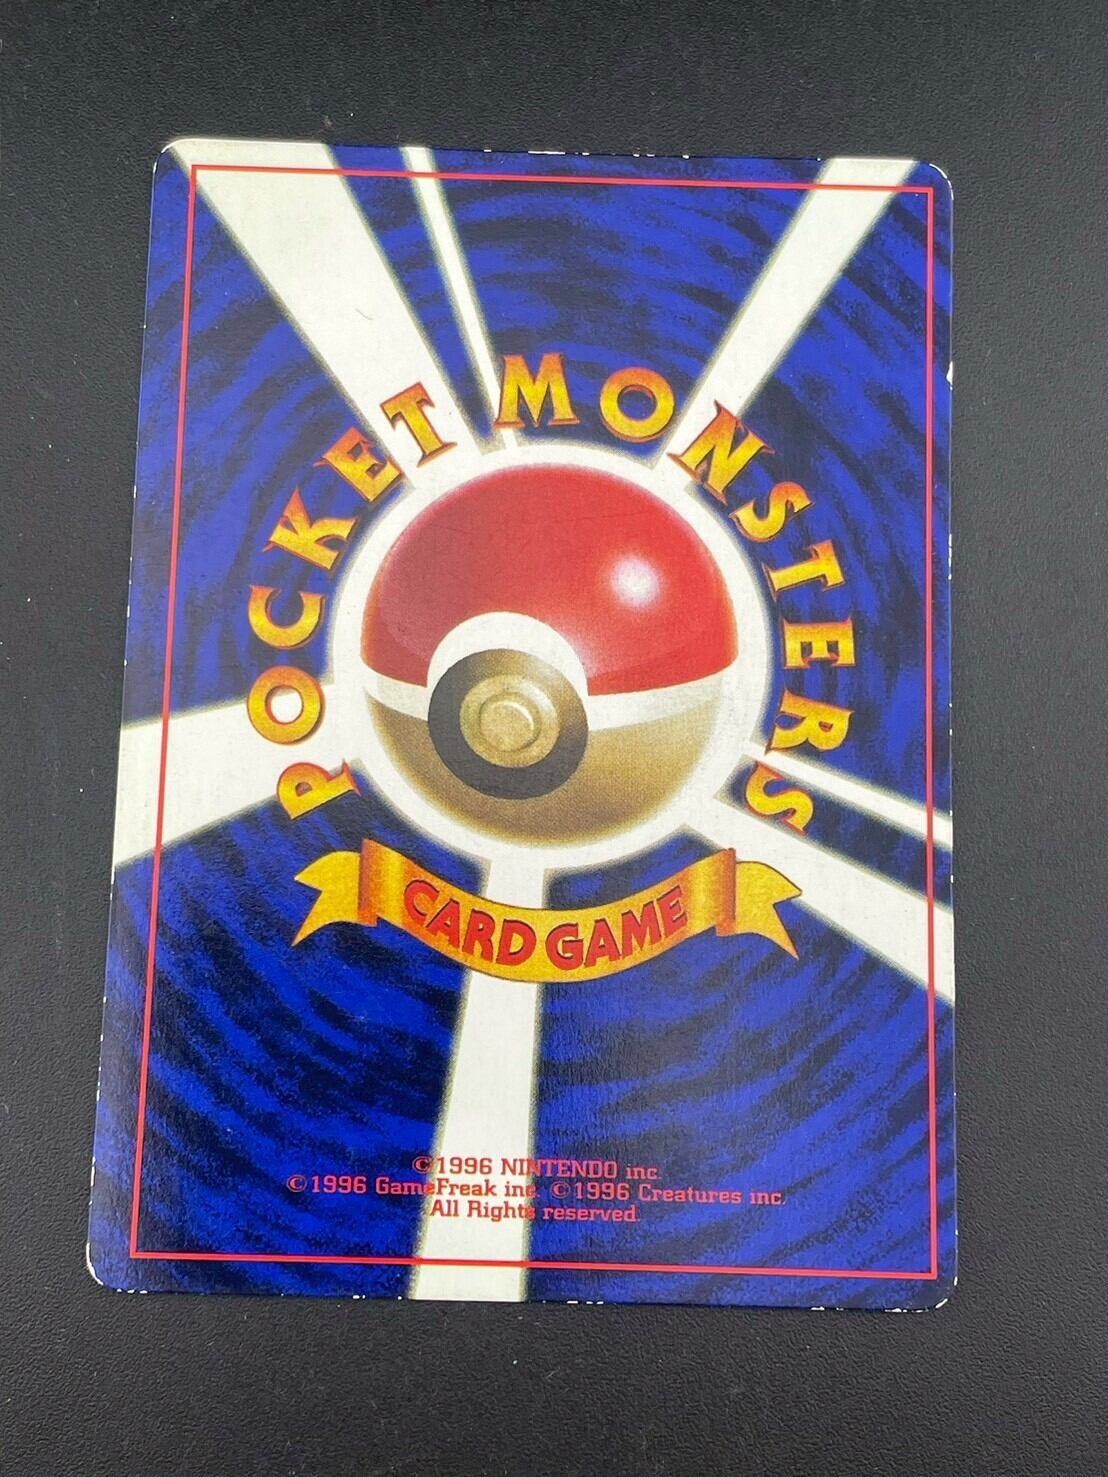 POCKET MONSTERS
CARD GAME
©1996 NINTENDO inc.
©1996 GameFreak inc. ©1996 Creatures inc.
All Rights reserved.